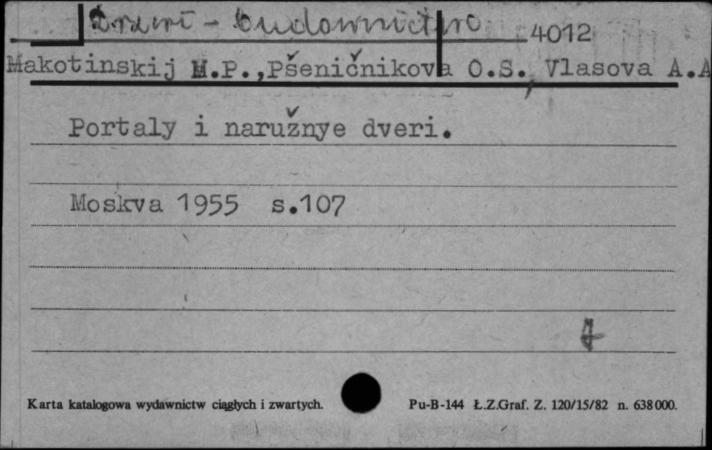 Drzwi - budownictwo 4012
Makotinskij M.P., Pšeničnikova O.S., Vlasova A.A
Portaly i naružnye dveri.
Moskva 1955 s.107
Karta katalogowa wydawnictw ciągłych i zwartych. Pu-B-144 Ł.Z.Graf. Z. 120/15/82 n. 638000.